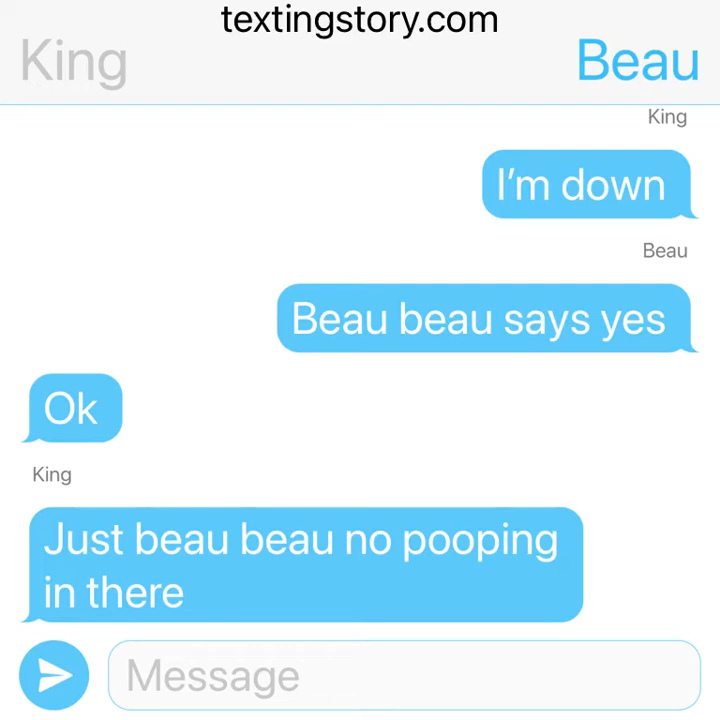 textingstory.com
King
Beau
King
I’m down
Beau
Beau beau says yes
Ok
King
Just beau beau no pooping
in there
Message